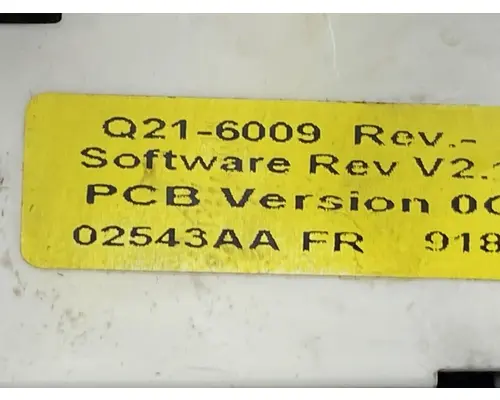 Q21-6009 Rev.-
Software Rev V2.
PCB Version 0
02543AA FR 918